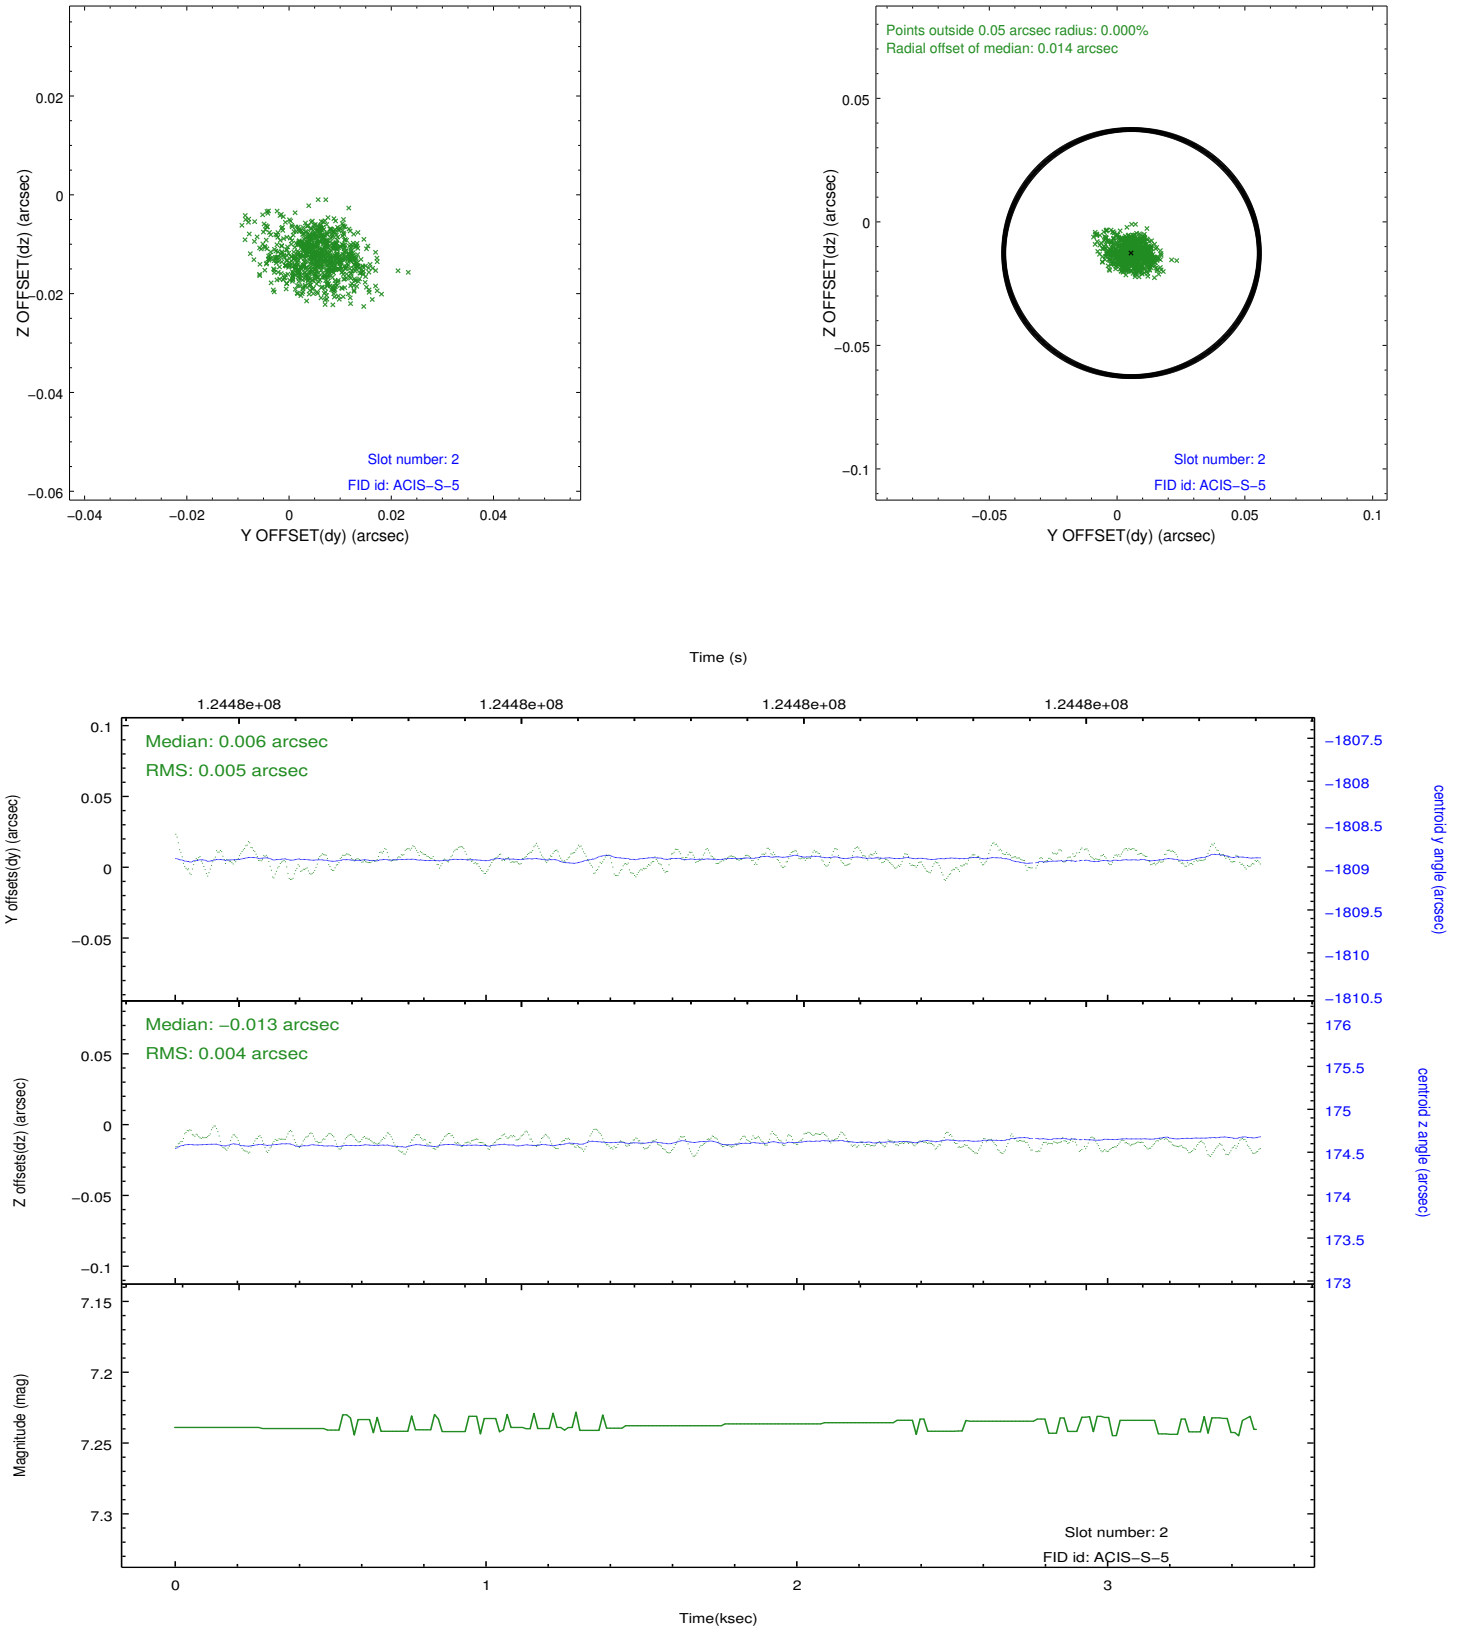 0.02
0
−0.02
−0.04
−0.06
Z OFFSET(dz) (arcsec)
Slot number: 2
FID id: ACIS−S−5
−0.04 −0.02 0 0.02 0.04
Y OFFSET(dy) (arcsec)
Points outside 0.05 arcsec radius: 0.000%
Radial offset of median: 0.014 arcsec
0.05
0
−0.05
−0.1
Z OFFSET(dz) (arcsec)
Slot number: 2
FID id: ACIS−S−5
−0.05 0 0.05 0.1
Y OFFSET(dy) (arcsec)
Time (s)
1.2448e+08 1.2448e+08 1.2448e+08 1.2448e+08
Median: 0.006 arcsec
RMS: 0.005 arcsec
0.1
0.05
0
−0.05
Y offsets(dy) (arcsec)
−1807.5
−1808
−1808.5
−1809
−1809.5
−1810
−1810.5
centroid y angle (arcsec)
Median: −0.013 arcsec
RMS: 0.004 arcsec
0.05
0
−0.05
−0.1
Z offsets(dz) (arcsec)
176
175.5
175
174.5
174
173.5
173
centroid z angle (arcsec)
7.15
7.2
7.25
7.3
Magnitude (mag)
Slot number: 2
FID id: ACIS−S−5
0 1 2 3
Time(ksec)